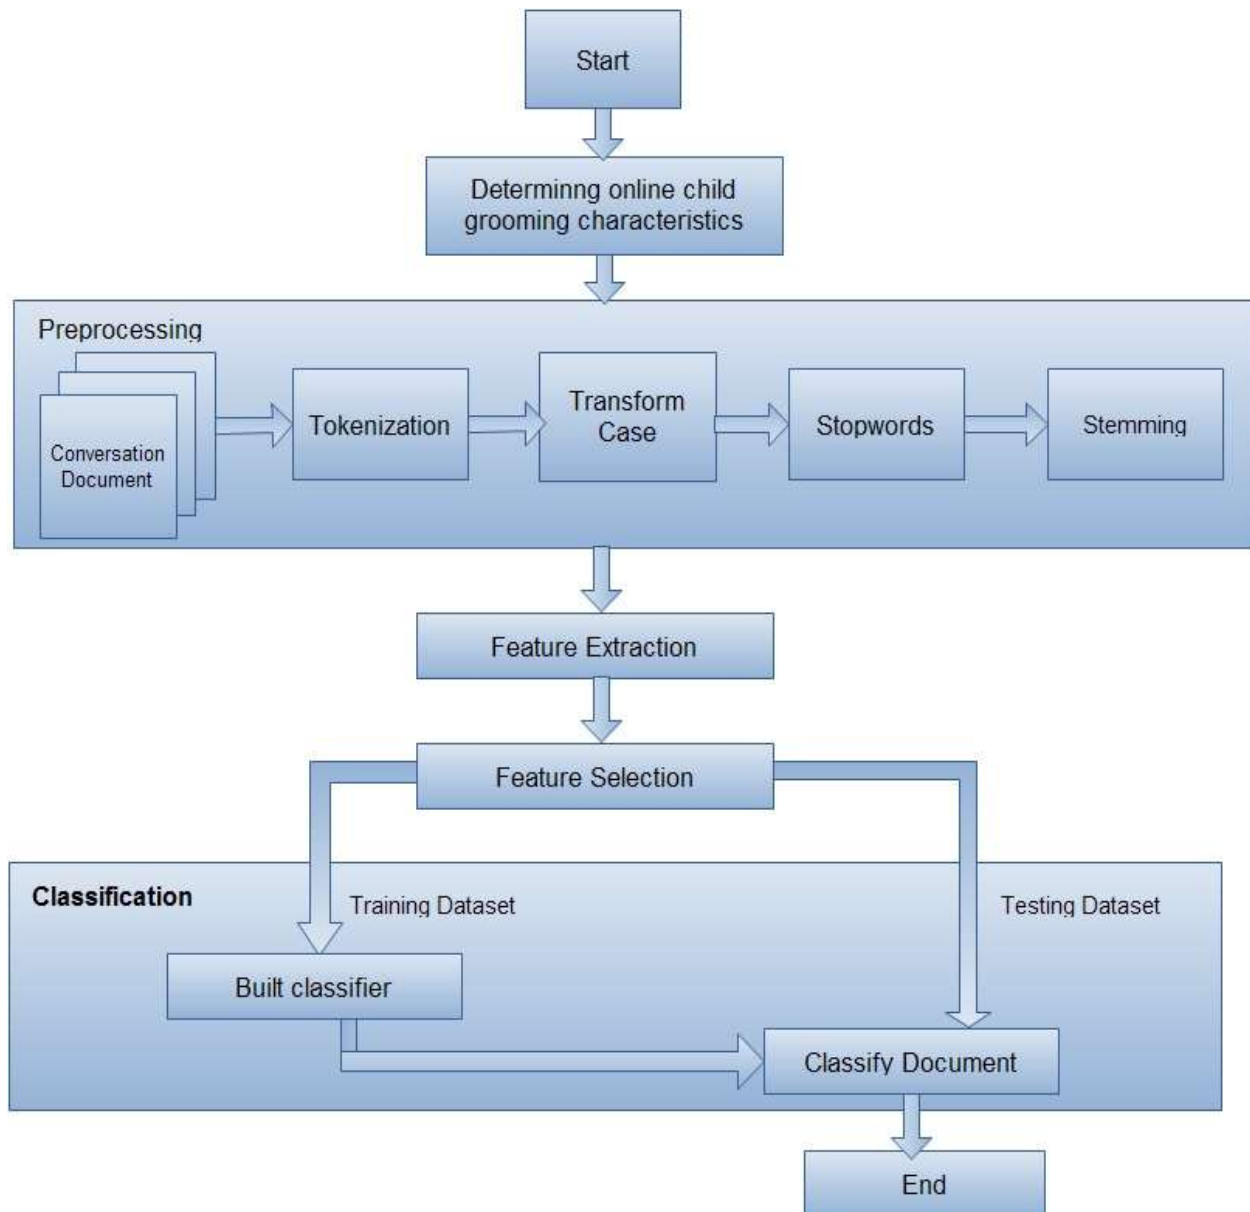 Start
Determinng online child
grooming characteristics
Preprocessing
Conversation
Document
Tokenization
Transform
Case
Stopwords
Stemming
Feature Extraction
Feature Selection
Classification
Training Dataset
Testing Dataset
Built classifier
Classify Document
End